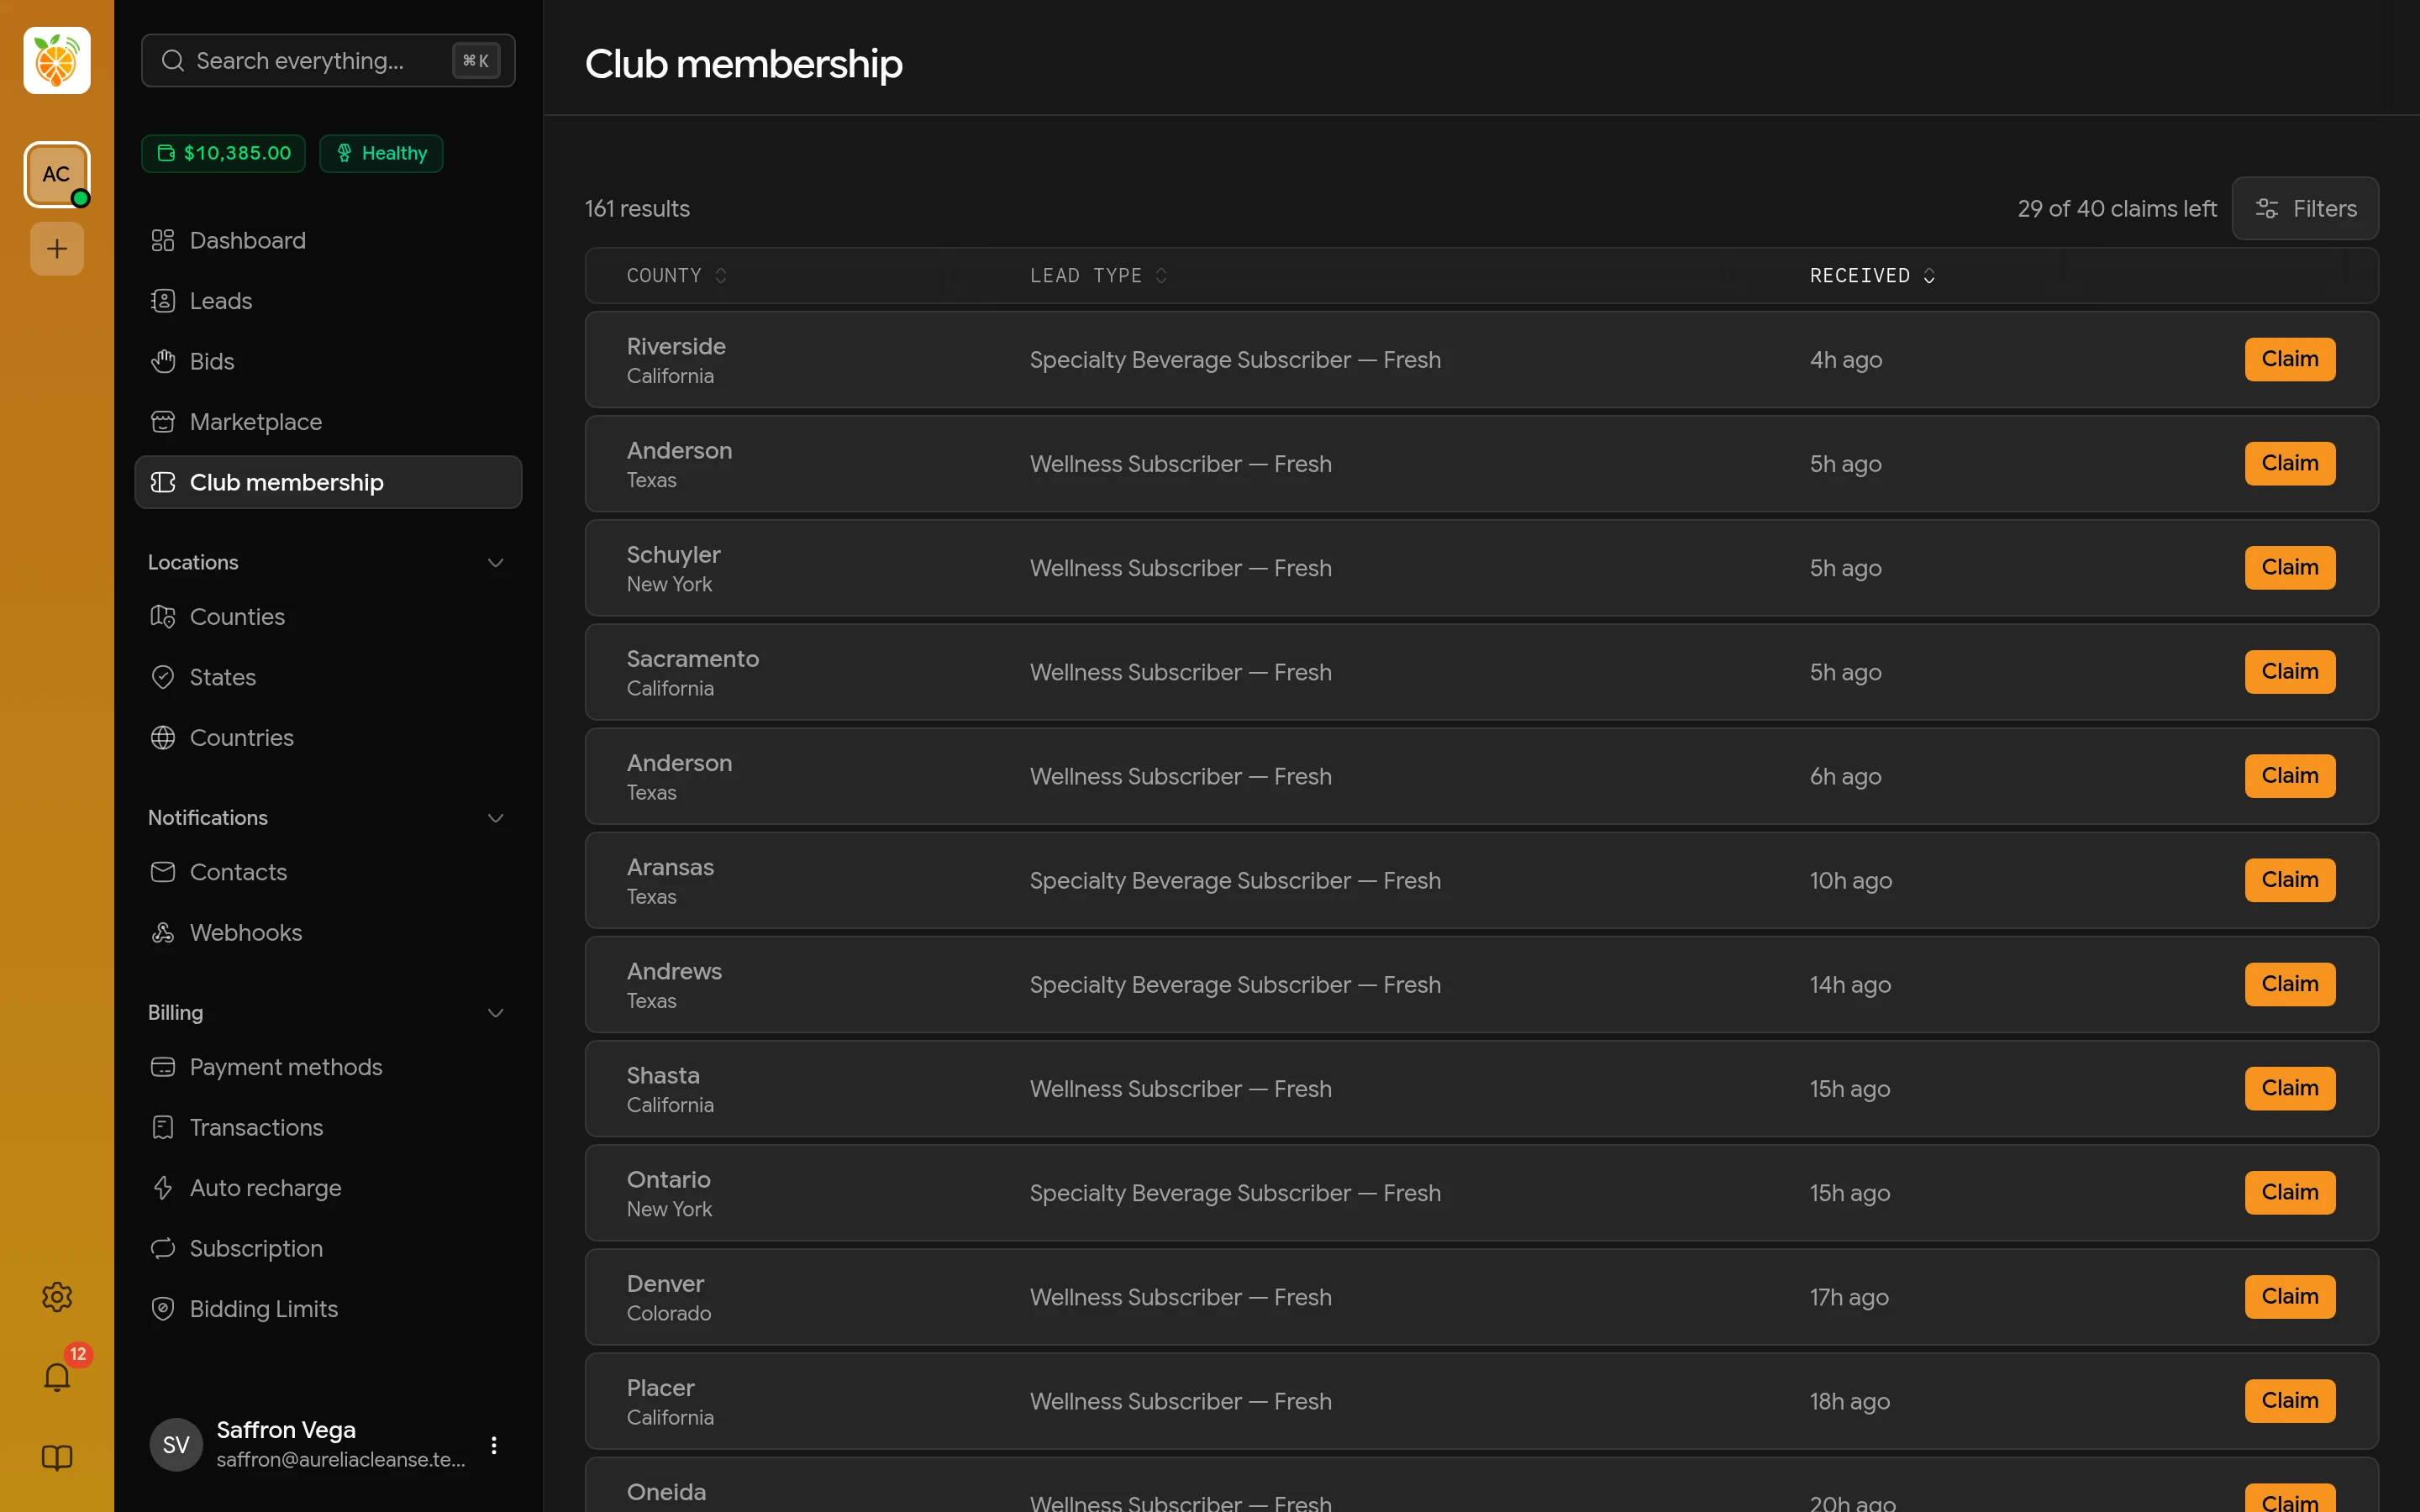 Search everything... ⌘ K
$10,385.00 Healthy
AC
Dashboard
Leads
Bids
Marketplace
Club membership
Locations
Counties
States
Countries
Notifications
Contacts
Webhooks
Billing
Payment methods
Transactions
Auto recharge
Subscription
Bidding Limits
12
SV Saffron Vega
saffron@aureliacleanse.te...
Club membership
161 results 29 of 40 claims left Filters
COUNTY LEAD TYPE RECEIVED
Riverside
California
Specialty Beverage Subscriber — Fresh 4h ago Claim
Anderson
Texas
Wellness Subscriber — Fresh 5h ago Claim
Schuyler
New York
Wellness Subscriber — Fresh 5h ago Claim
Sacramento
California
Wellness Subscriber — Fresh 5h ago Claim
Anderson
Texas
Wellness Subscriber — Fresh 6h ago Claim
Aransas
Texas
Specialty Beverage Subscriber — Fresh 10h ago Claim
Andrews
Texas
Specialty Beverage Subscriber — Fresh 14h ago Claim
Shasta
California
Wellness Subscriber — Fresh 15h ago Claim
Ontario
New York
Specialty Beverage Subscriber — Fresh 15h ago Claim
Denver
Colorado
Wellness Subscriber — Fresh 17h ago Claim
Placer
California
Wellness Subscriber — Fresh 18h ago Claim
Oneida
Wellness Subscriber — Fresh 20h ago Claim